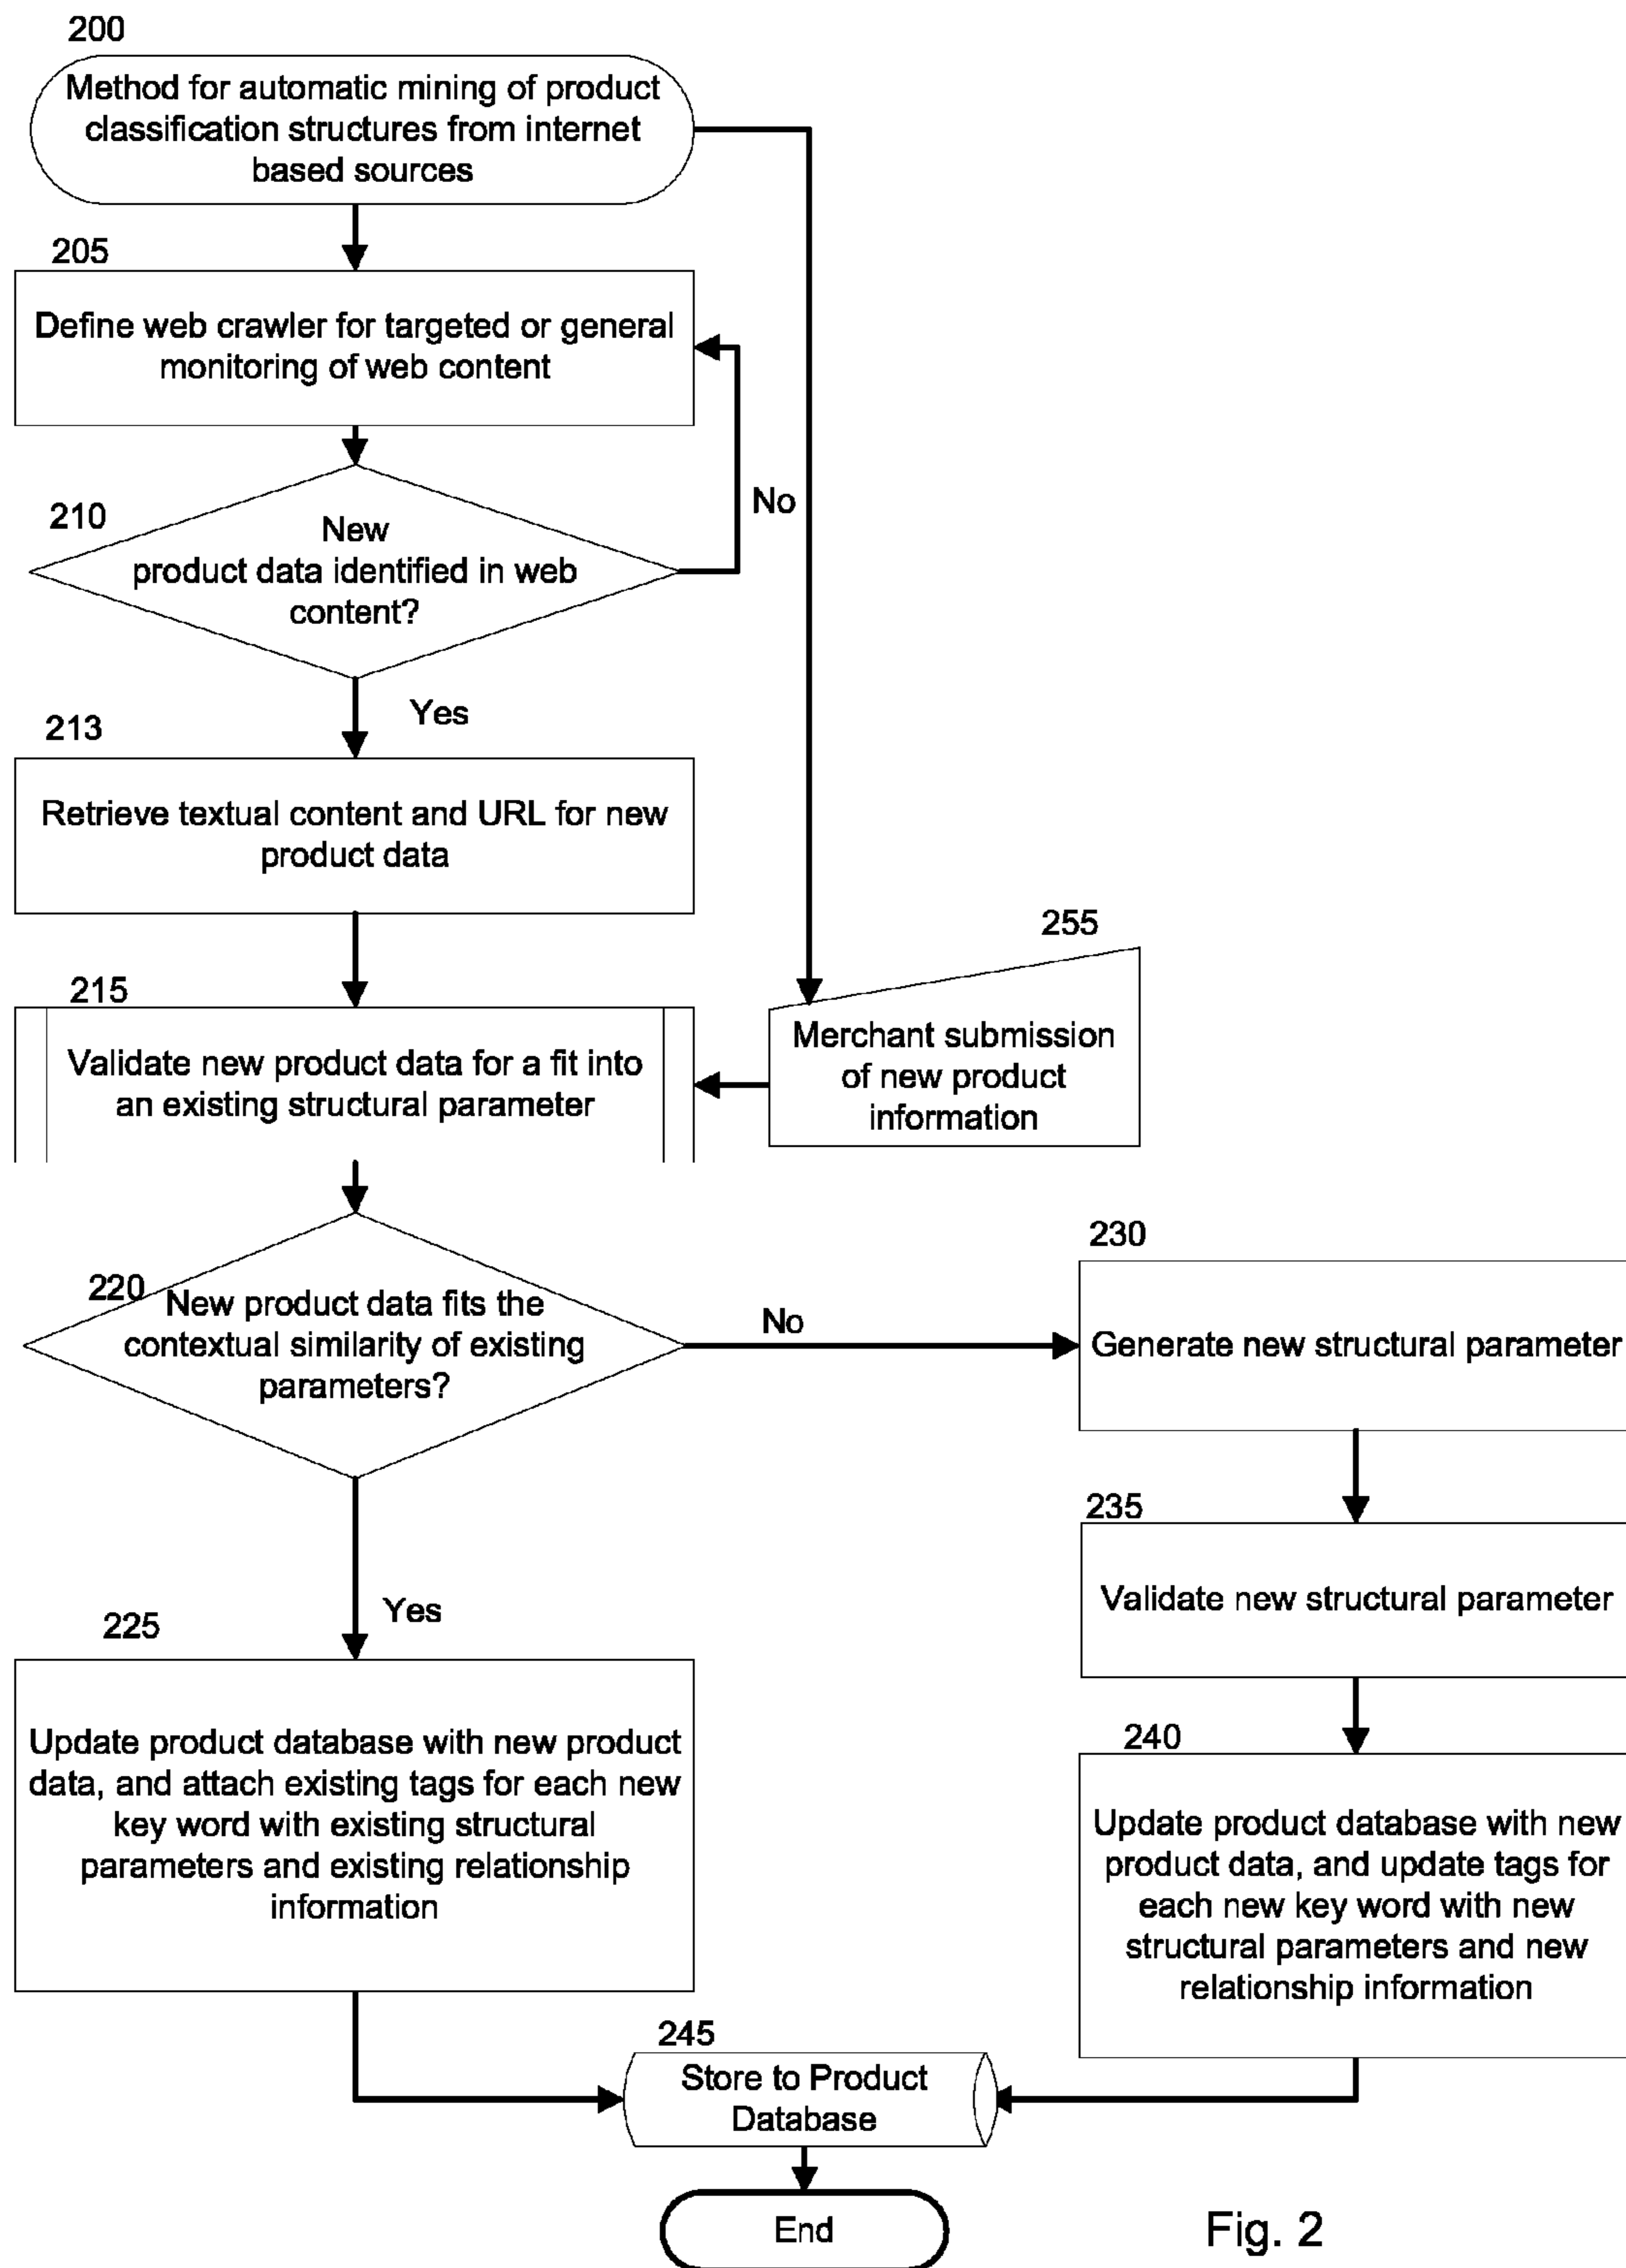 200
Method for automatic mining of product
classification structures from internet
based sources
205
Define web crawler for targeted or general
monitoring of web content
210
New
product data identified in web
content?
No
Yes
213
Retrieve textual content and URL for new
product data
255
Merchant submission
of new product
information
215
Validate new product data for a fit into
an existing structural parameter
220
New product data fits the
contextual similarity of existing
parameters?
No
230
Generate new structural parameter
235
Validate new structural parameter
Yes
225
Update product database with new product
data, and attach existing tags for each new
key word with existing structural
parameters and existing relationship
information
240
Update product database with new
product data, and update tags for
each new key word with new
structural parameters and new
relationship information
245
Store to Product
Database
End
Fig. 2